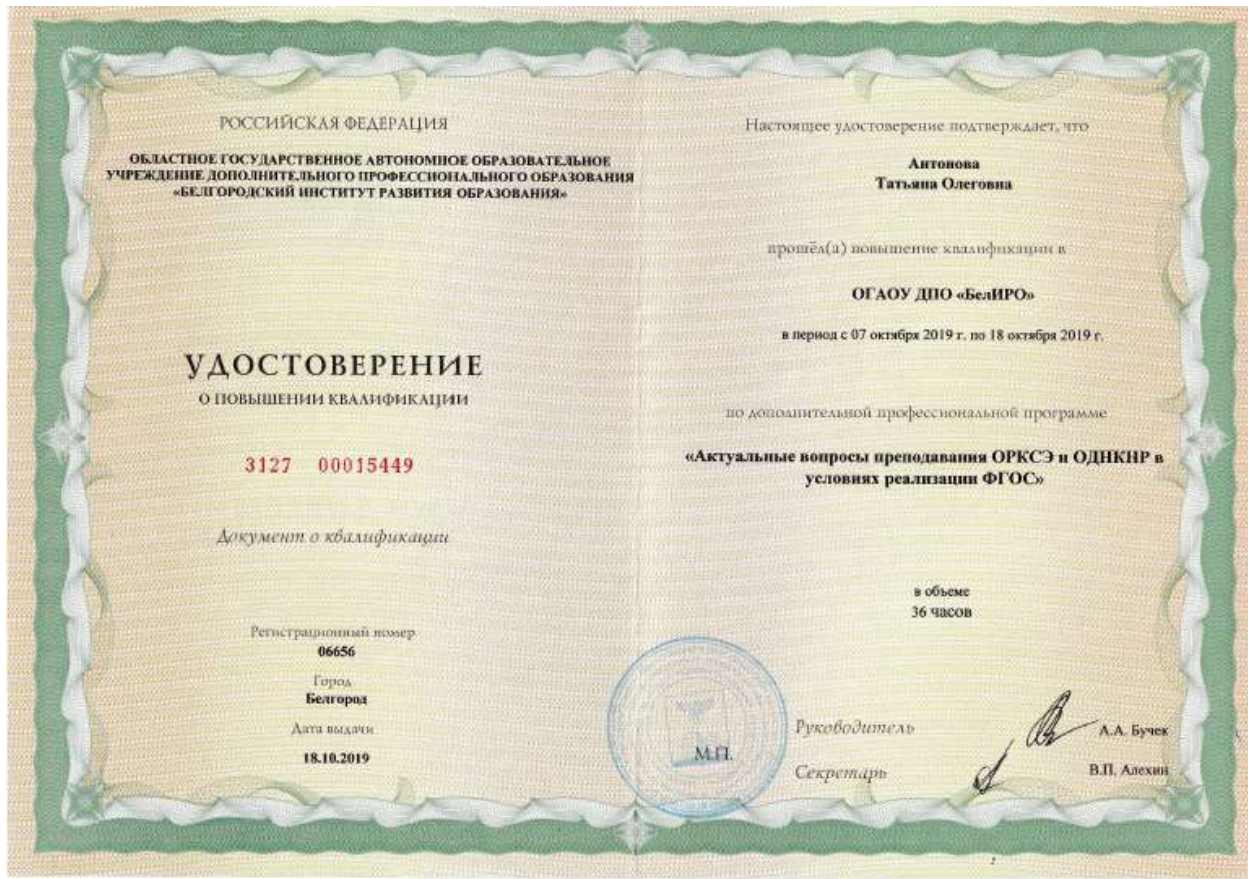 РОССИЙСКАЯ ФЕДЕРАЦИЯ
ОБЛАСТНОЕ ГОСУДАРСТВЕННОЕ АВТОНОМНОЕ ОБРАЗОВАТЕЛЬНОЕ
УЧРЕЖДЕНИЕ ДОПОЛНИТЕЛЬНОГО ПРОФЕССИОНАЛЬНОГО ОБРАЗОВАНИЯ
«БЕЛГОРОДСКИЙ ИНСТИТУТ РАЗВИТИЯ ОБРАЗОВАНИЯ»
УДОСТОВЕРЕНИЕ
О ПОВЫШЕНИИ КВАЛИФИКАЦИИ
3127 00015449
Документ о квалификации
Регистрационный номер
06656
Город
Белгород
Дата выдачи
18.10.2019
Настоящее удостоверение подтверждает, что
Антонова
Татьяна Олеговна
прошёл(а) повышение квалификации в
ОГАОУ ДПО «БелИРО»
в период с 07 октября 2019 г. по 18 октября 2019 г.
по дополнительной профессиональной программе
«Актуальные вопросы преподавания ОРКСЭ и ОДНКНР в
условиях реализации ФГОС»
в объеме
36 часов
М.П.
Руководитель
А.А. Бучек
Секретарь
В.П. Алехин